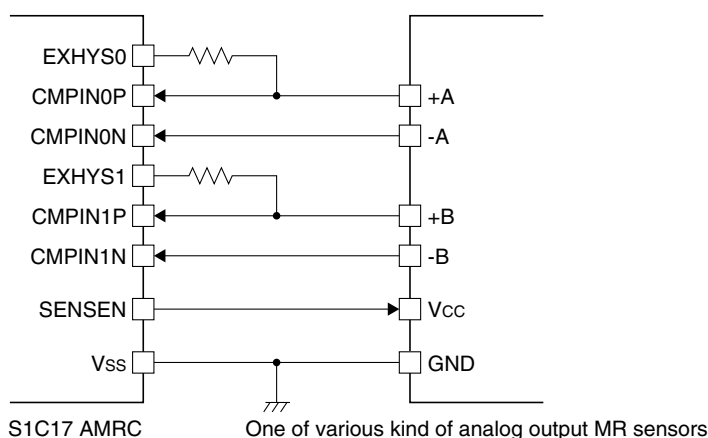 EXHYS0
CMPIN0P +A
CMPIN0N -A
EXHYS1
CMPIN1P +B
CMPIN1N -B
SENSEN VCC
VSS GND
S1C17 AMRC One of various kind of analog output MR sensors